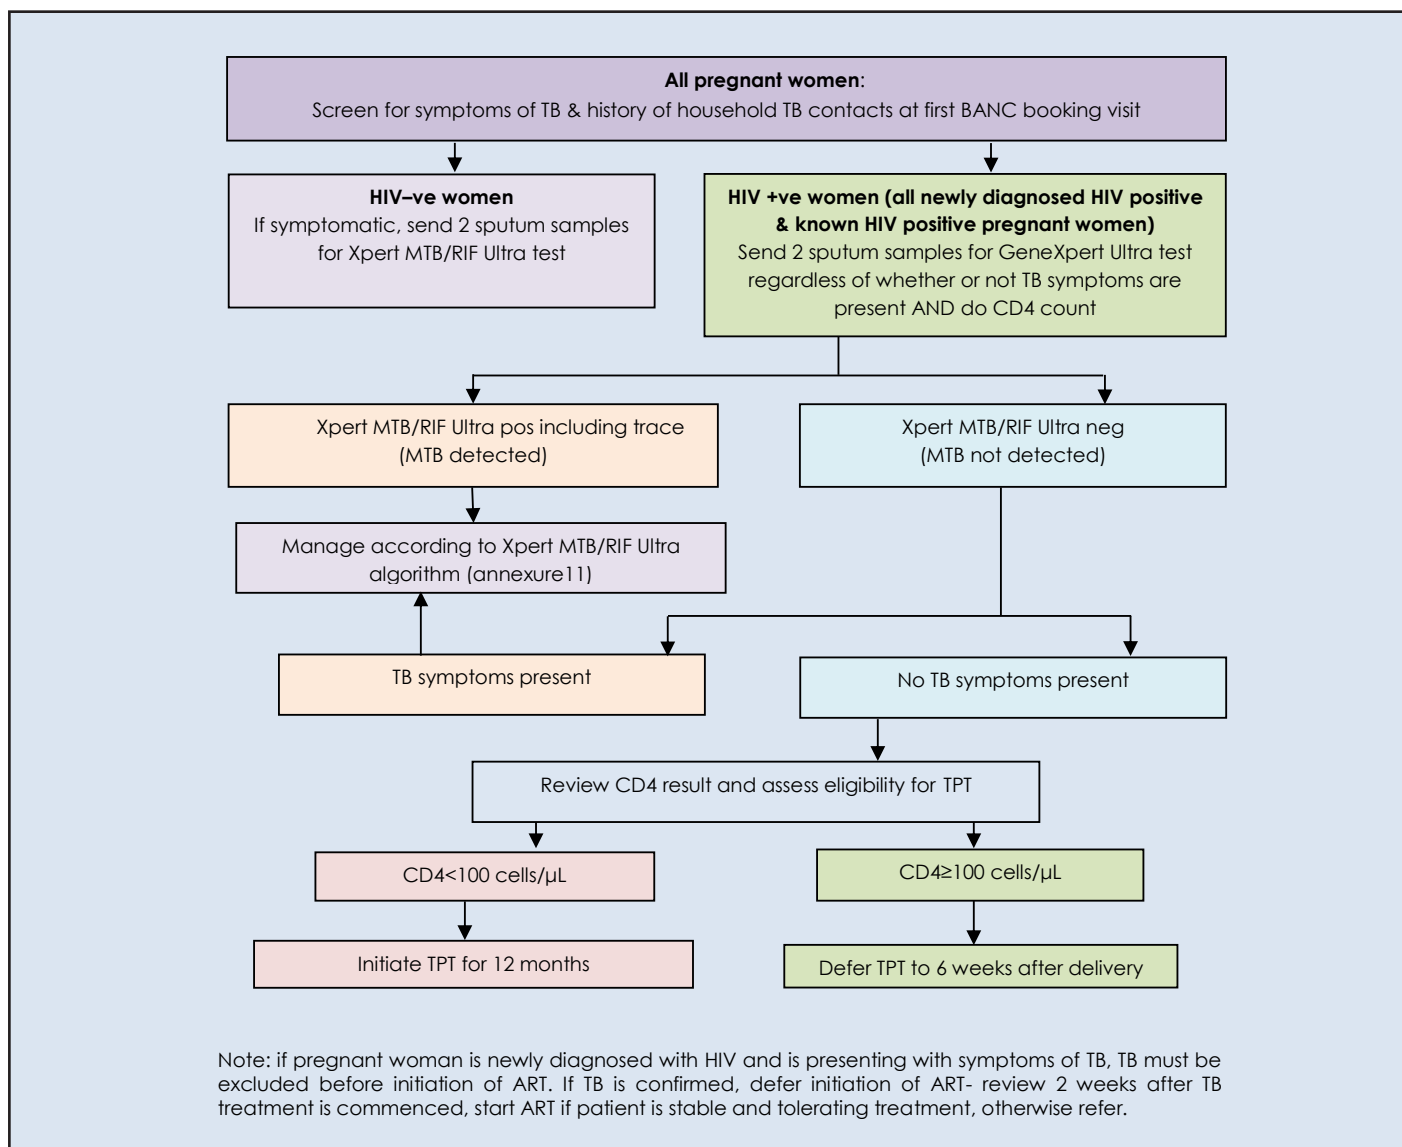 All pregnant women:
Screen for symptoms of TB & history of household TB contacts at first BANC booking visit
HIV–ve women
If symptomatic, send 2 sputum samples
for Xpert MTB/RIF Ultra test
HIV +ve women (all newly diagnosed HIV positive
& known HIV positive pregnant women)
Send 2 sputum samples for GeneXpert Ultra test
regardless of whether or not TB symptoms are
present AND do CD4 count
Xpert MTB/RIF Ultra pos including trace
(MTB detected)
Xpert MTB/RIF Ultra neg
(MTB not detected)
Manage according to Xpert MTB/RIF Ultra
algorithm (annexure11)
TB symptoms present
No TB symptoms present
Review CD4 result and assess eligibility for TPT
CD4<100 cells/µL
CD4≥100 cells/µL
Initiate TPT for 12 months
Defer TPT to 6 weeks after delivery
Note: if pregnant woman is newly diagnosed with HIV and is presenting with symptoms of TB, TB must be
excluded before initiation of ART. If TB is confirmed, defer initiation of ART- review 2 weeks after TB
treatment is commenced, start ART if patient is stable and tolerating treatment, otherwise refer.